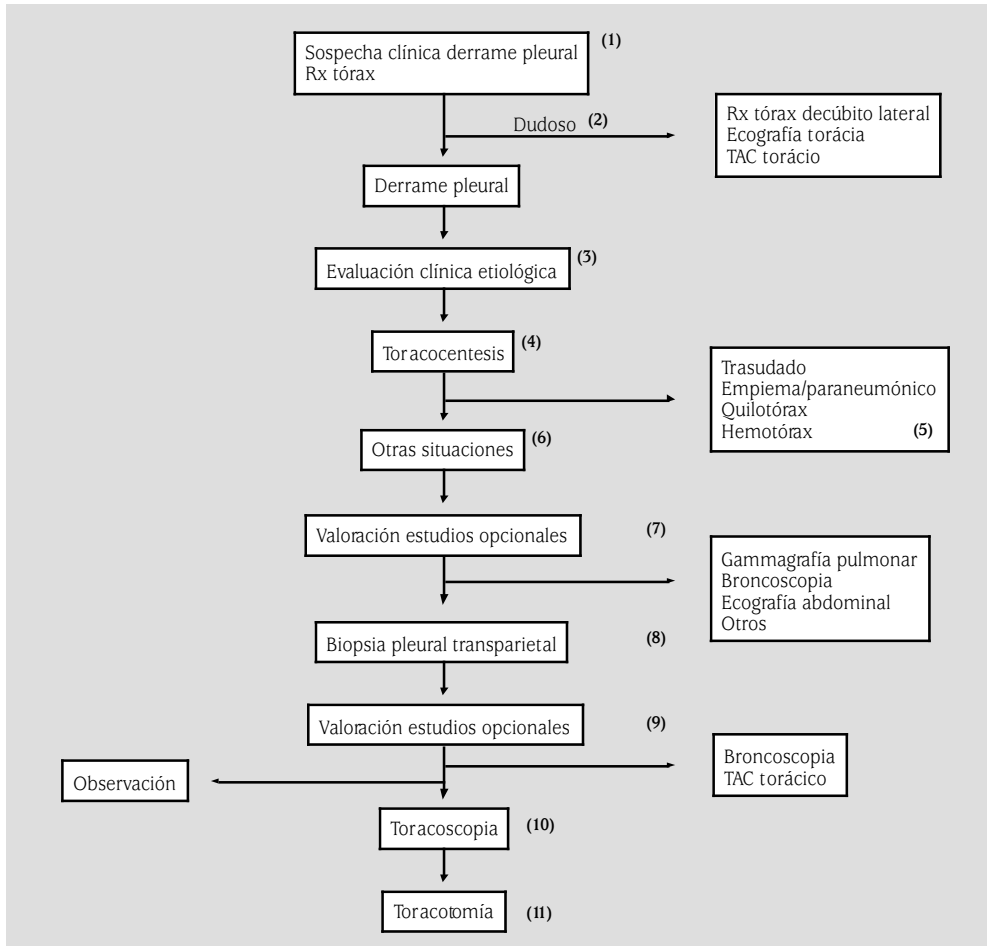 Sospecha clínica derrame pleural (1)
Rx tórax
Dudoso (2)
Rx tórax decúbito lateral
Ecografía torácia
TAC torácio
Derrame pleural
Evaluación clínica etiológica (3)
Toracocentesis (4)
Trasudado
Empiema/paraneumónico
Quilotórax
Hemotórax (5)
Otras situaciones (6)
Valoración estudios opcionales (7)
Gammagrafía pulmonar
Broncoscopia
Ecografía abdominal
Otros
Biopsia pleural transparietal (8)
Valoración estudios opcionales (9)
Broncoscopia
TAC torácico
Observación
Toracoscopia (10)
Toracotomía (11)